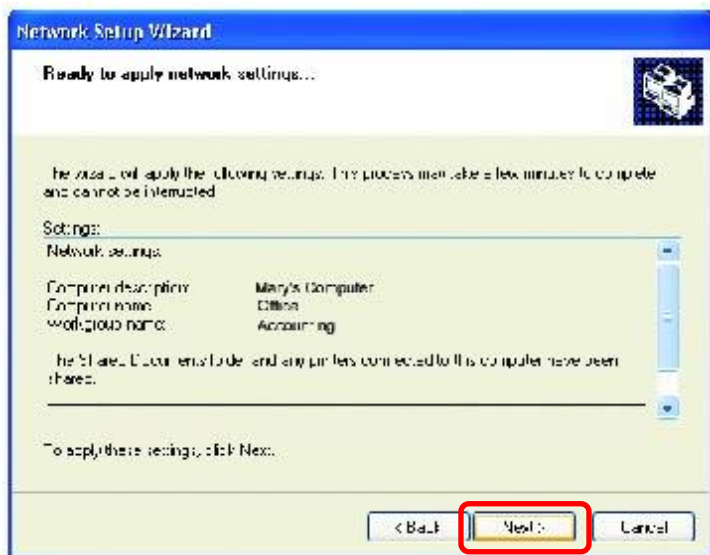 Network Setup Wizard
Ready to apply network settings...
The wizard will apply the following settings. This process may take a few minutes to complete
and cannot be interrupted.
Settings:
Network settings:
Computer description: Mary's Computer
Computer name: Office
Workgroup name: Accounting
The Shared Documents folder and any printers connected to this computer have been
shared.
To apply these settings, click Next.
< Back
Next >
Cancel